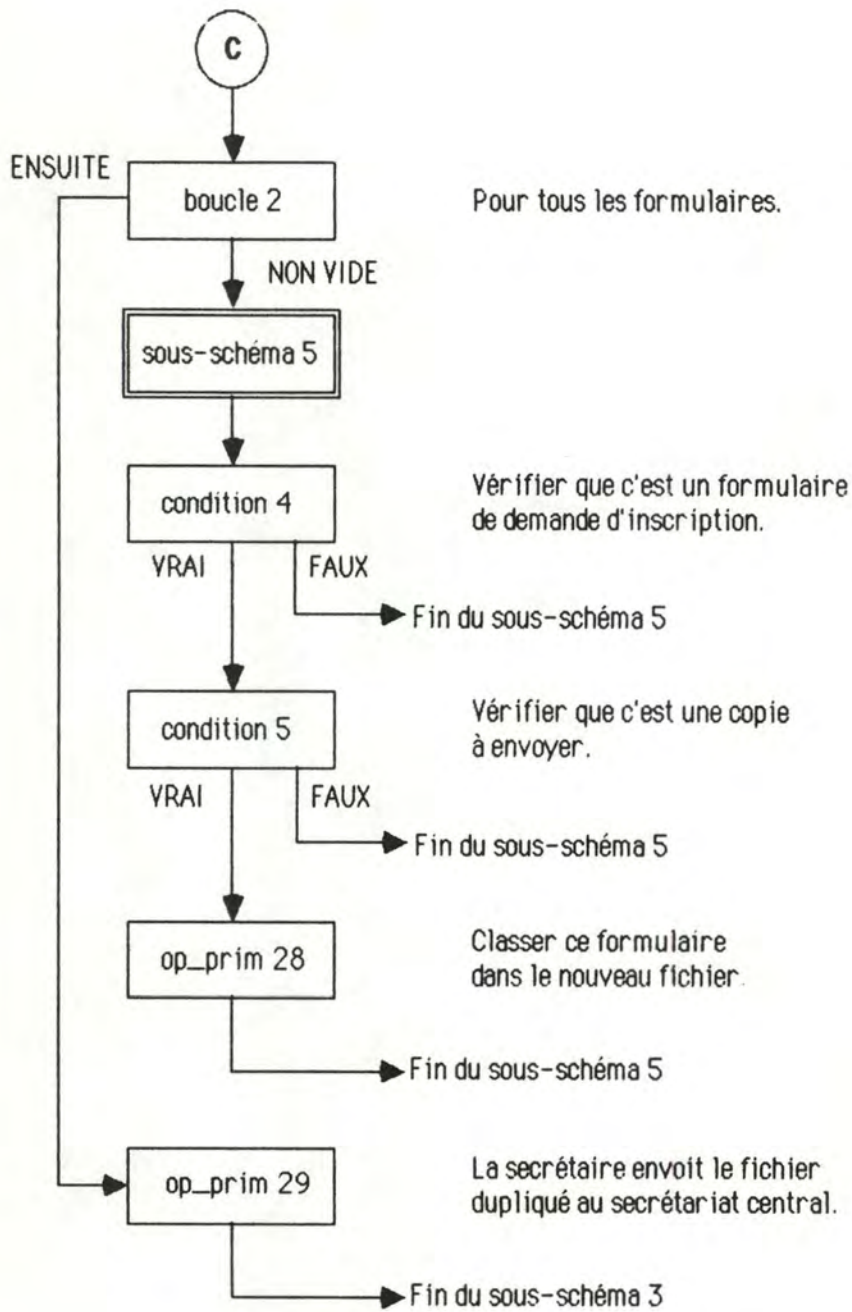 C
ENSUITE
boucle 2
Pour tous les formulaires.
NON VIDE
sous-schéma 5
condition 4
Vérifier que c'est un formulaire
de demande d'inscription.
VRAI
FAUX
Fin du sous-schéma 5
condition 5
Vérifier que c'est une copie
à envoyer.
VRAI
FAUX
Fin du sous-schéma 5
op_prim 28
Classer ce formulaire
dans le nouveau fichier.
Fin du sous-schéma 5
op_prim 29
La secrétaire envoit le fichier
dupliqué au secrétariat central.
Fin du sous-schéma 3